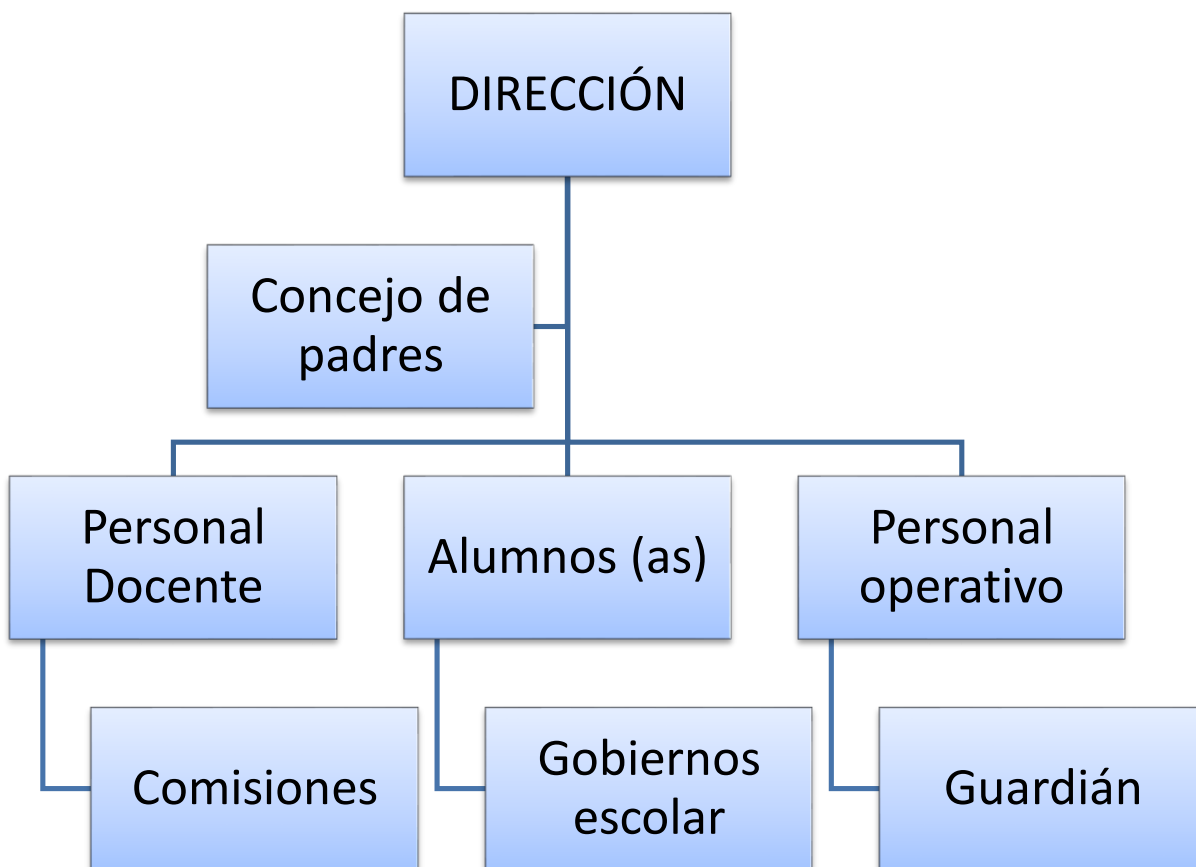 DIRECCIÓN
Concejo de
padres
Personal
Docente
Alumnos (as)
Personal
operativo
Comisiones
Gobiernos
escolar
Guardián